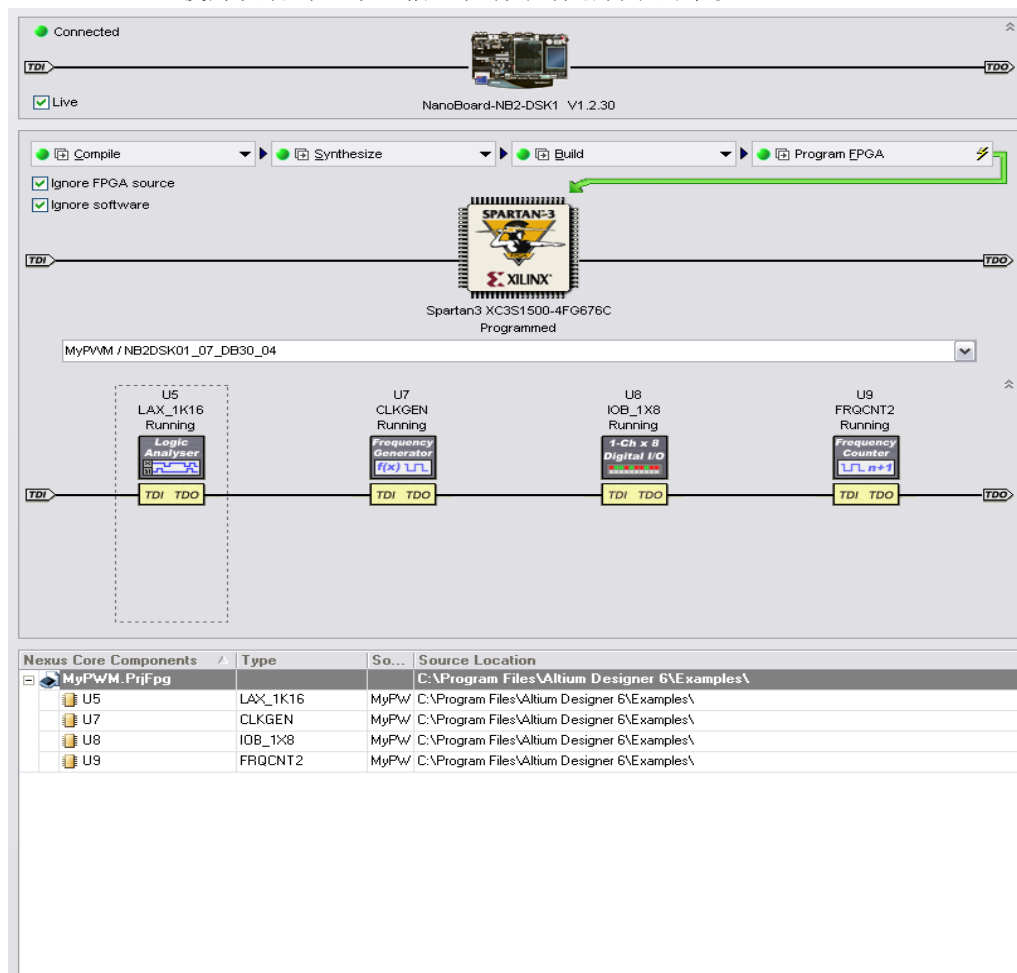 Connected
TDI
TDO
Live
NanoBoard-NB2-DSK1 V1.2.30
Compile
Synthesize
Build
Program FPGA
Ignore FPGA source
Ignore software
SPARTAN-3
FPGA
XILINX
TDI
TDO
Spartan3 XC3S1500-4FG676C
Programmed
MyPWM / NB2DSK01_07_DB30_04
U5
LAX_1K16
Running
Logic
Analyser
U7
CLKGEN
Running
Frequency
Generator
f(x)
U8
IOB_1X8
Running
1-Ch x 8
Digital I/O
U9
FRQCNT2
Running
Frequency
Counter
n+1
TDI
TDI TDO
TDI TDO
TDI TDO
TDI TDO
TDO
Nexus Core Components Type So... Source Location
MyPWM.PrjFpg C:\Program Files\Altium Designer 6\Examples\
U5 LAX_1K16 MyPW C:\Program Files\Altium Designer 6\Examples\
U7 CLKGEN MyPW C:\Program Files\Altium Designer 6\Examples\
U8 IOB_1X8 MyPW C:\Program Files\Altium Designer 6\Examples\
U9 FRQCNT2 MyPW C:\Program Files\Altium Designer 6\Examples\